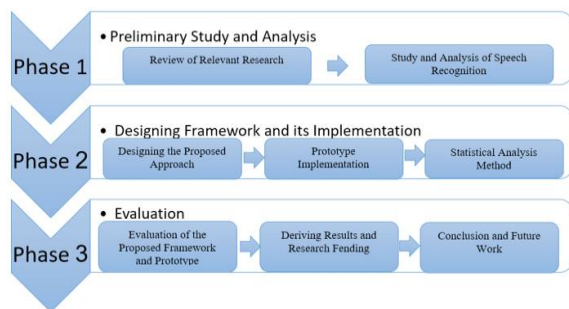 Phase 1
• Preliminary Study and Analysis
Review of Relevant Research
Study and Analysis of Speech
Recognition
Phase 2
• Designing Framework and its Implementation
Designing the Proposed
Approach
Prototype
Implementation
Statistical Analysis
Method
Phase 3
• Evaluation
Evaluation of the
Proposed Framework
and Prototype
Deriving Results and
Research Fending
Conclusion and Future
Work